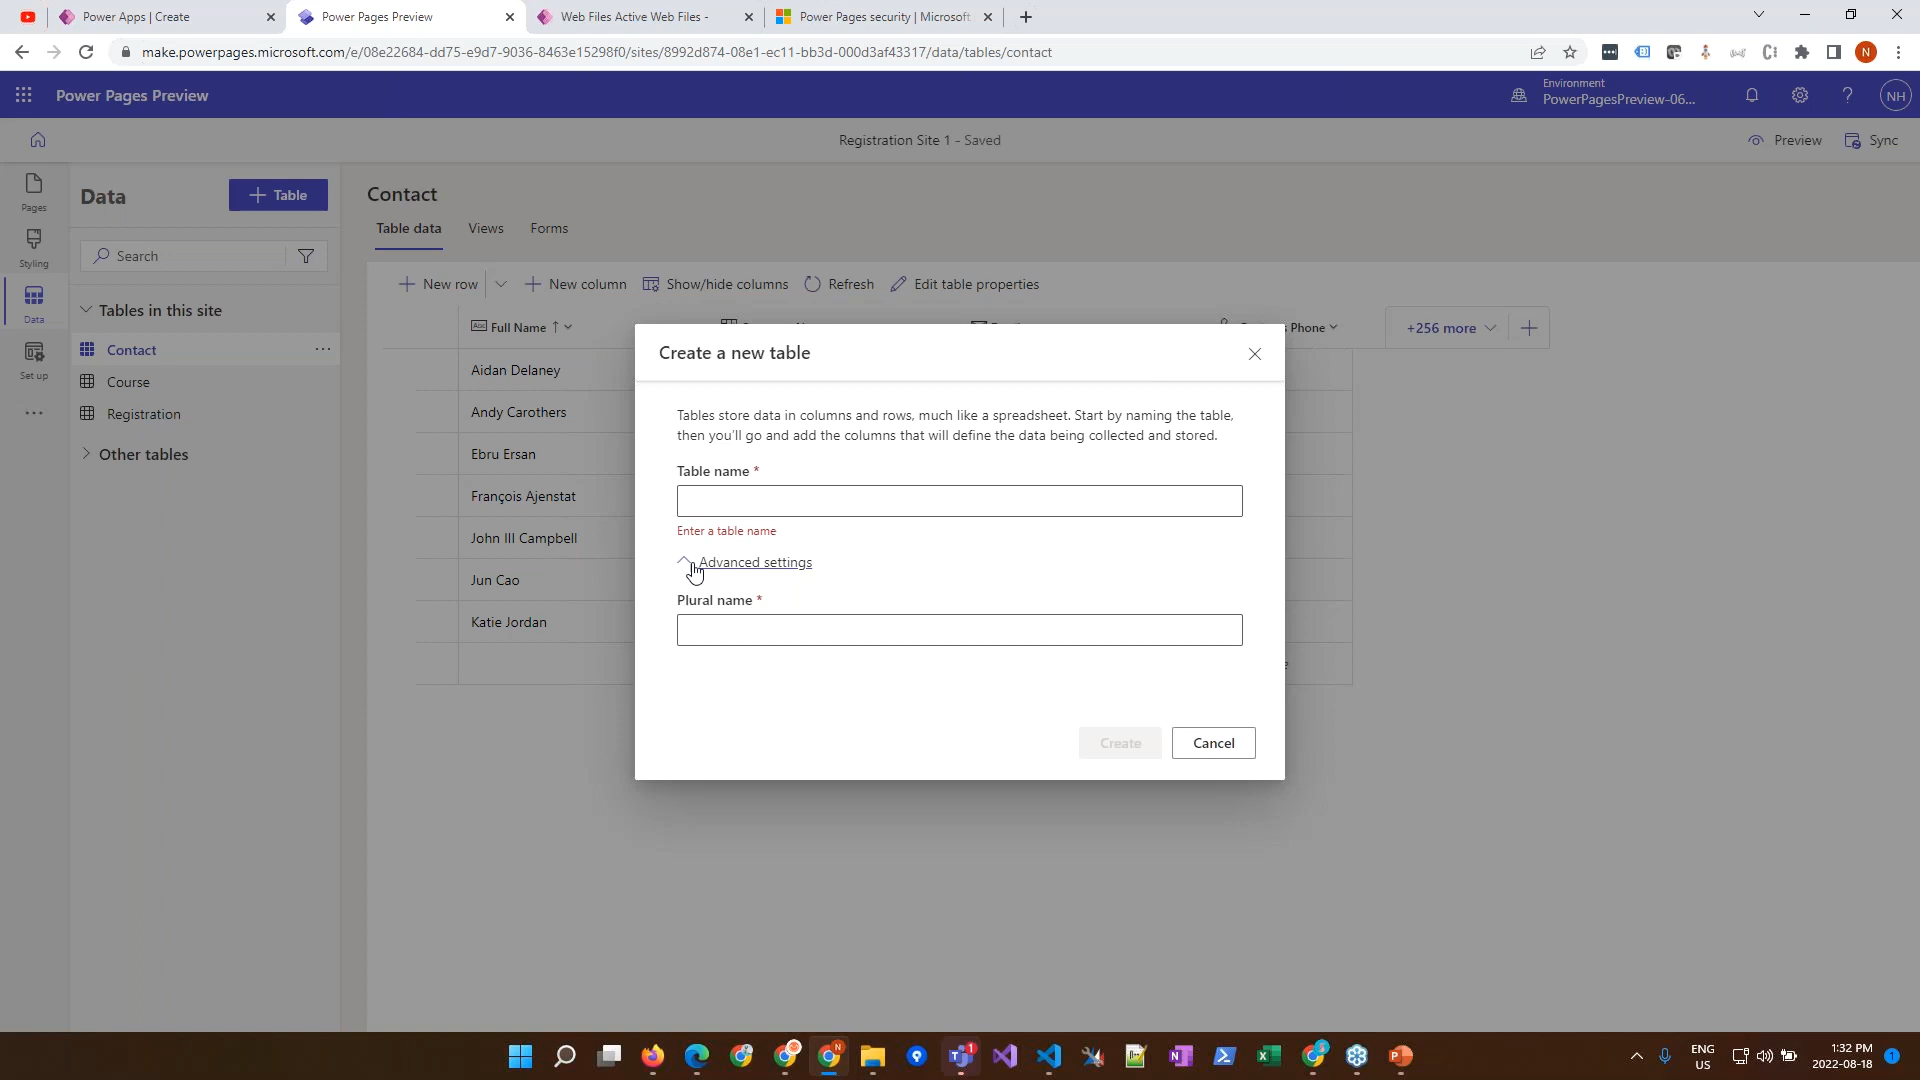 Power Apps | Create
Power Pages Preview
Web Files Active Web Files -
Power Pages security | Microsoft
make.powerpages.microsoft.com/e/08e22684-dd75-e9d7-9036-8463e15298f0/sites/8992d874-08e1-ec11-bb3d-000d3af43317/data/tables/contact
N
Power Pages Preview
Environment
PowerPagesPreview-06...
NH
Registration Site 1 - Saved
Preview
Sync
Pages
Styling
Data
Set up
Data
Table
Search
Tables in this site
Contact
Course
Registration
Other tables
Contact
Table data
Views
Forms
New row
New column
Show/hide columns
Refresh
Edit table properties
Full Name
Phone
+256 more
Aidan Delaney
Andy Carothers
Ebru Ersan
François Ajenstat
John III Campbell
Jun Cao
Katie Jordan
Create a new table
Tables store data in columns and rows, much like a spreadsheet. Start by naming the table,
then you'll go and add the columns that will define the data being collected and stored.
Table name *
Enter a table name
Advanced settings
Plural name *
Create
Cancel
ENG
US
1:32 PM
2022-08-18
1